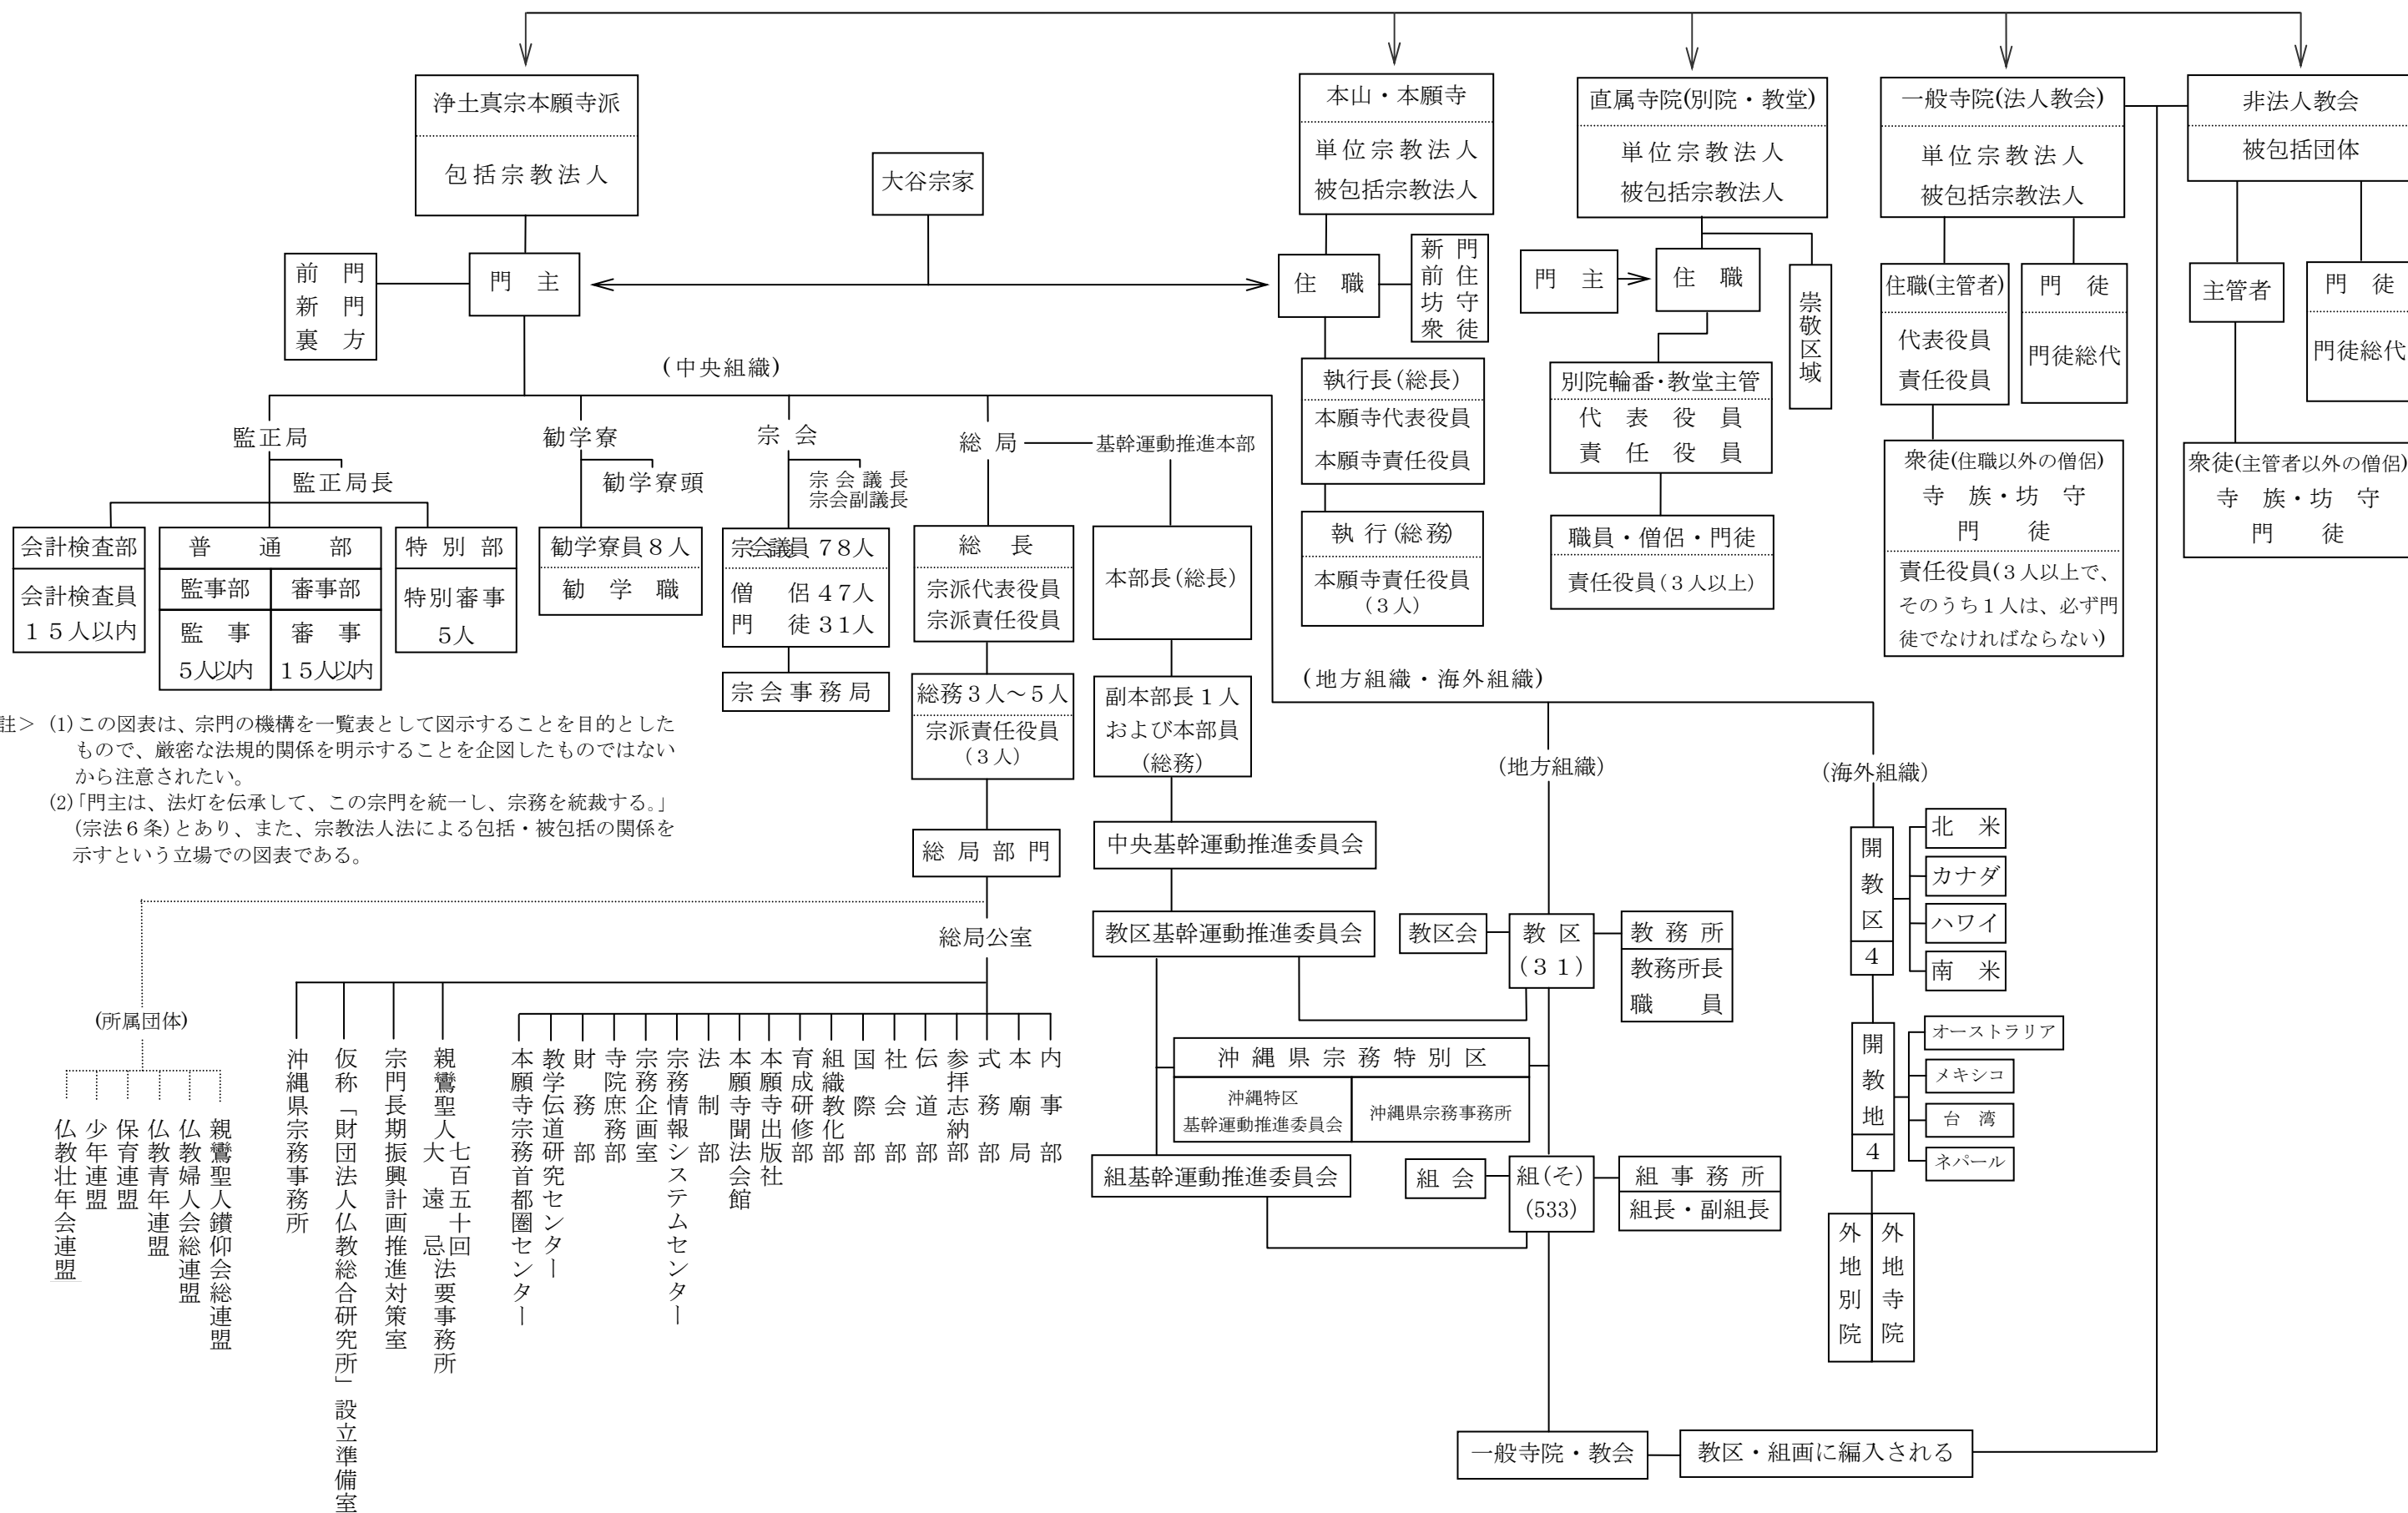 浄土真宗本願寺派
包括宗教法人
大谷宗家
本山・本願寺
単位宗教法人
被包括宗教法人
直属寺院(別院・教堂)
単位宗教法人
被包括宗教法人
一般寺院(法人教会)
単位宗教法人
被包括宗教法人
非法人教会
被包括団体
前門
新門
裏方
門主
住職
新門
前住
坊守
衆徒
門主
住職
崇敬区域
住職(主管者)
代表役員
責任役員
門徒
門徒総代
主管者
門徒
門徒総代
執行長(総長)
本願寺代表役員
本願寺責任役員
執行(総務)
本願寺責任役員
(3人)
別院輪番・教堂主管
代表役員
責任役員
職員・僧侶・門徒
責任役員(3人以上)
衆徒(住職以外の僧侶)
寺族・坊守
門徒
責任役員(3人以上で、
そのうち1人は、必ず門
徒でなければならない)
衆徒(主管者以外の僧侶)
寺族・坊守
門徒
(中央組織)
監正局
監正局長
会計検査部
会計検査員
15人以内
普通部
監事部
監事
5人以内
審事部
審事
15人以内
特別部
特別審事
5人
勧学寮
勧学寮頭
勧学寮員8人
勧学職
宗会
宗会議長
宗会副議長
宗会議員78人
僧侶47人
門徒31人
宗会事務局
総局
総長
宗派代表役員
宗派責任役員
総務3人～5人
宗派責任役員
(3人)
総局部門
総局公室
基幹運動推進本部
本部長(総長)
副本部長1人
および本部員
(総務)
中央基幹運動推進委員会
教区基幹運動推進委員会
組基幹運動推進委員会
註＞ (1)この図表は、宗門の機構を一覧表として図示することを目的とした
もので、厳密な法規的関係を明示することを企図したものではない
から注意されたい。
(2)「門主は、法灯を伝承して、この宗門を統一し、宗務を統裁する。」
(宗法6条)とあり、また、宗教法人法による包括・被包括の関係を
示すという立場での図表である。
(所属団体)
仏教壮年会連盟
少年連盟
保育連盟
仏教青年連盟
仏教婦人会総連盟
親鸞聖人鑽仰会総連盟
沖縄県宗務事務所
仮称「財団法人仏教総合研究所」設立準備室
宗門長期振興計画推進対策室
親鸞聖人七百五十回大遠忌法要事務所
本願寺宗務首都圏センター
教学伝道研究センター
財務部
寺院庶務部
宗務企画室
宗務情報システムセンター
法制部
本願寺聞法会館
本願寺出版社
育成研修部
組織教化部
国際部
社会部
伝道部
参拝志納部
式務部
本廟局
内事部
(地方組織・海外組織)
(地方組織)
教区会
教区
(31)
教務所
教務所長
職員
沖縄県宗務特別区
沖縄特区
基幹運動推進委員会
沖縄県宗務事務所
組会
組(そ)
(533)
組事務所
組長・副組長
一般寺院・教会
教区・組画に編入される
(海外組織)
開教区
4
北米
カナダ
ハワイ
南米
開教地
4
オーストラリア
メキシコ
台湾
ネパール
外地別院
外地寺院